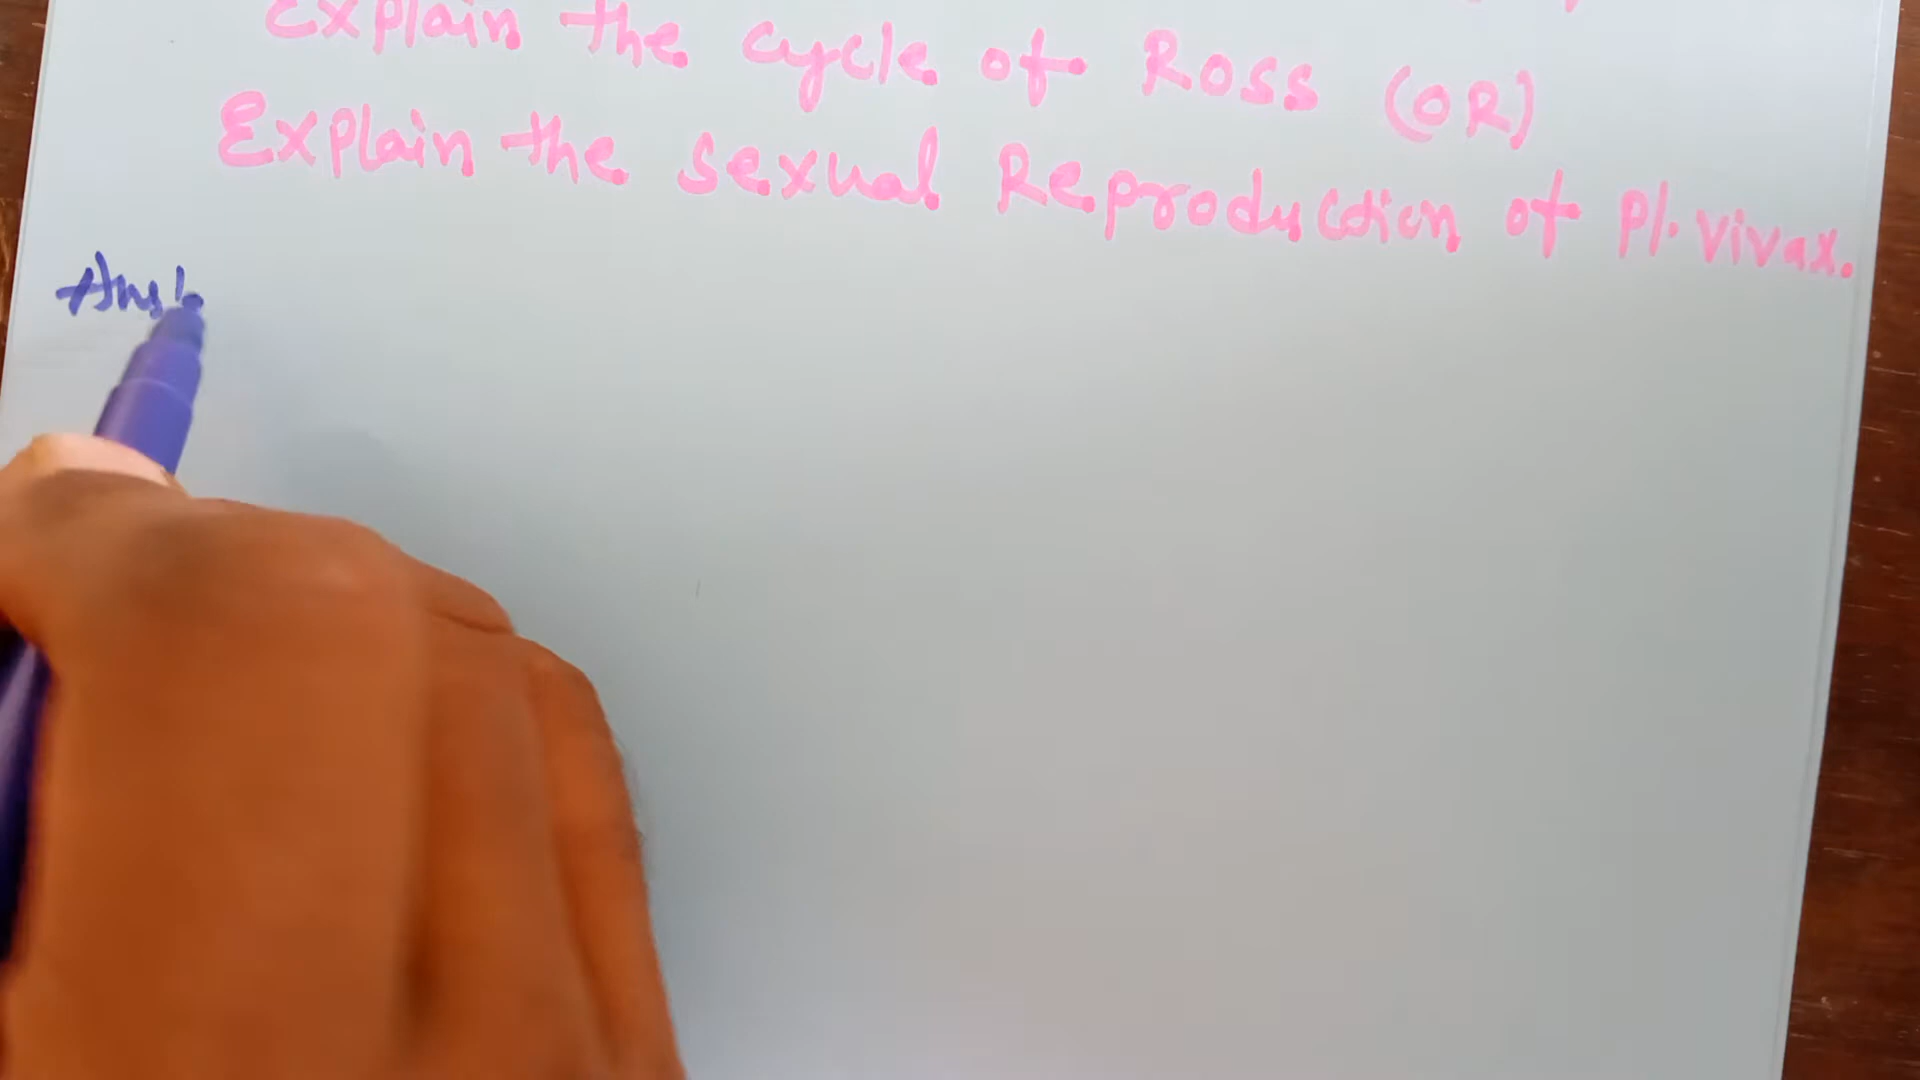 Explain the cycle of Ross (OR)
Explain the sexual Reproduction of Pl. vivax.
Ans: